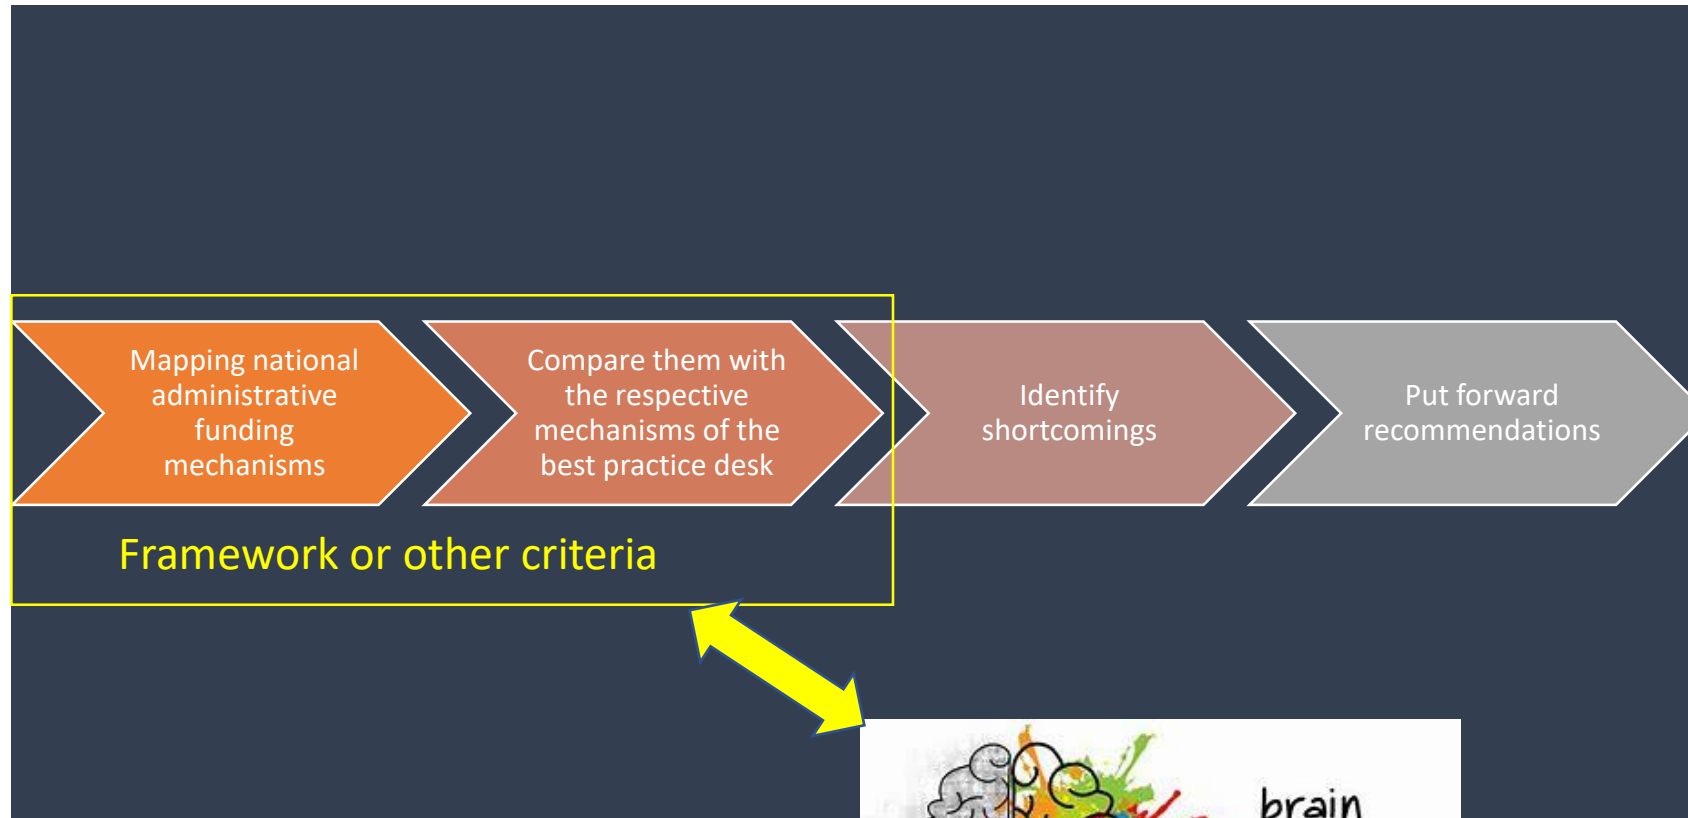 Mapping national
administrative
funding
mechanisms
Compare them with
the respective
mechanisms of the
best practice desk
Identify
shortcomings
Put forward
recommendations
Framework or other criteria
brain